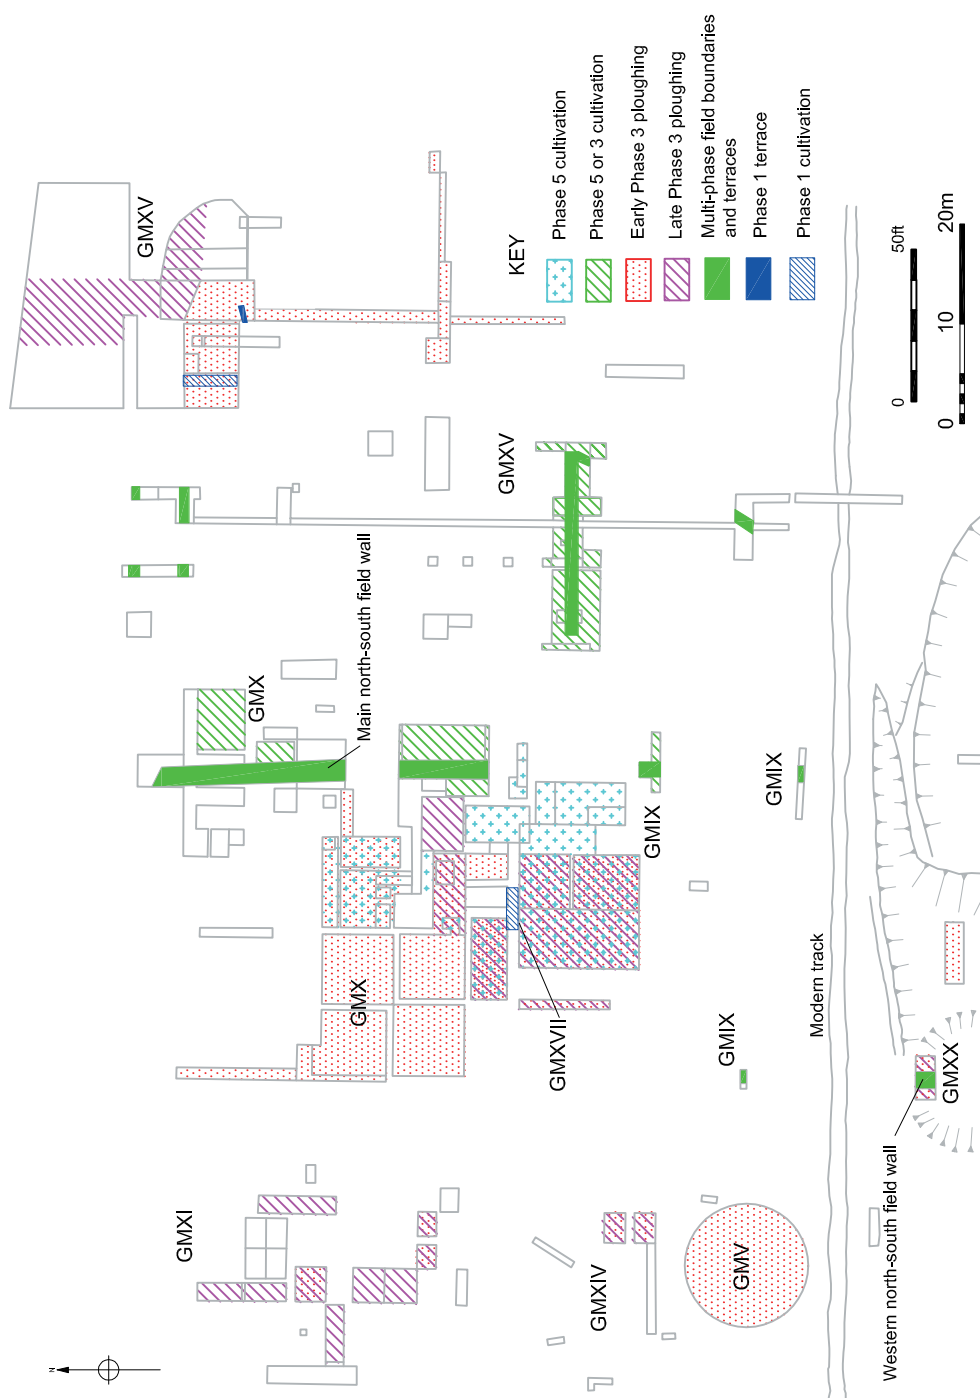 GMXV
KEY
Phase 5 cultivation
Phase 5 or 3 cultivation
Early Phase 3 ploughing
Late Phase 3 ploughing
Multi-phase field boundaries
and terraces
Phase 1 terrace
Phase 1 cultivation
0
50ft
0
10
20m
GMXV
Main north-south field wall
GMX
GMIX
GMIX
GMX
GMXVII
GMIX
Modern track
GMXX
Western north-south field wall
GMXI
GMXIV
GMV
N